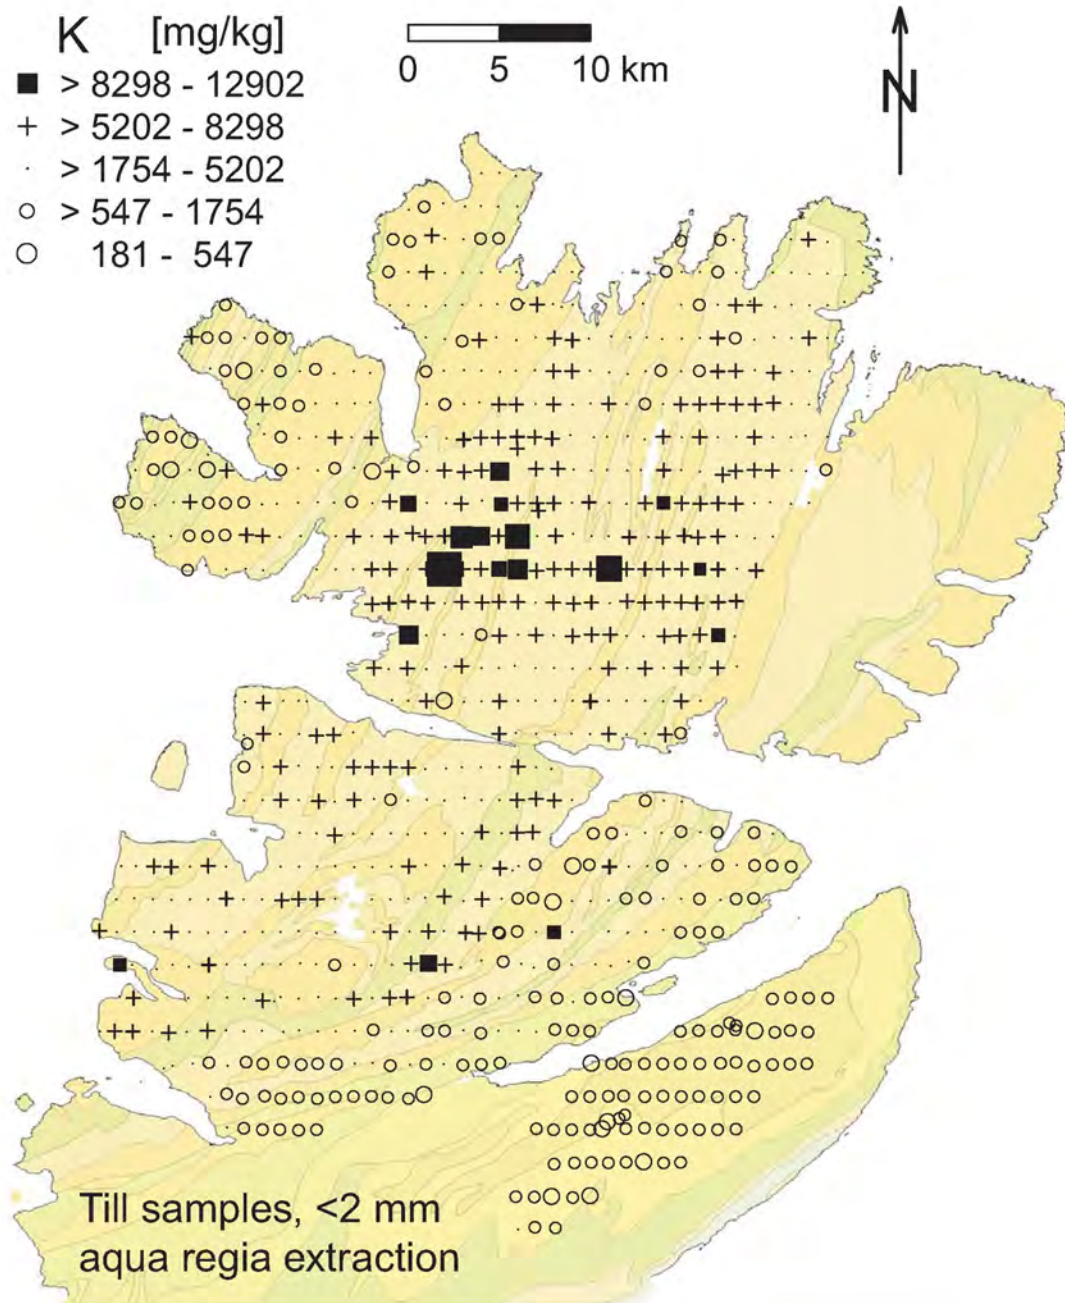 K [mg/kg]
> 8298 - 12902
> 5202 - 8298
> 1754 - 5202
> 547 - 1754
181 - 547
0 5 10 km
N
Till samples, <2 mm
aqua regia extraction